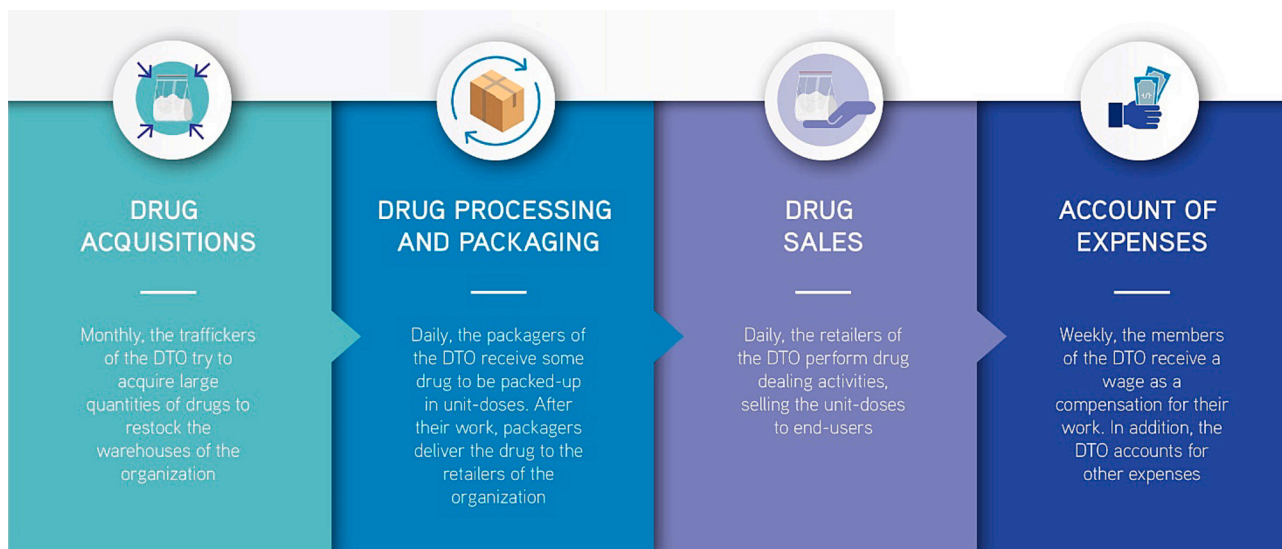 DRUG
ACQUISITIONS
Monthly, the traffickers
of the DTO try to
acquire large
quantities of drugs to
restock the
warehouses of the
organization
DRUG PROCESSING
AND PACKAGING
Daily, the packagers of
the DTO receive some
drug to be packed-up
in unit-doses. After
their work, packagers
deliver the drug to the
retailers of the
organization
DRUG
SALES
Daily, the retailers of
the DTO perform drug
dealing activities,
selling the unit-doses
to end-users
ACCOUNT OF
EXPENSES
Weekly, the members
of the DTO receive a
wage as a
compensation for their
work. In addition, the
DTO accounts for
other expenses